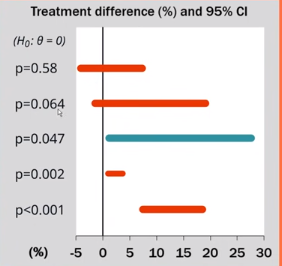 Treatment difference (%) and 95% CI
(H₀: θ = 0)
p=0.58
p=0.064
p=0.047
p=0.002
p<0.001
(%) -5 0 5 10 15 20 25 30